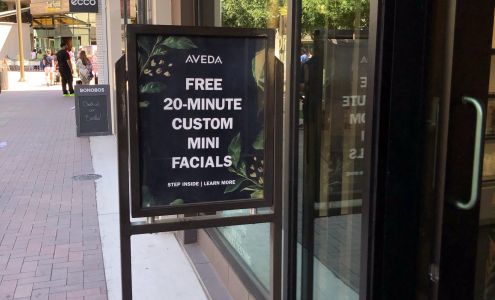 ecco
BONOBOS
AVEDA
FREE
20-MINUTE
CUSTOM
MINI
FACIALS
STEP INSIDE | LEARN MORE